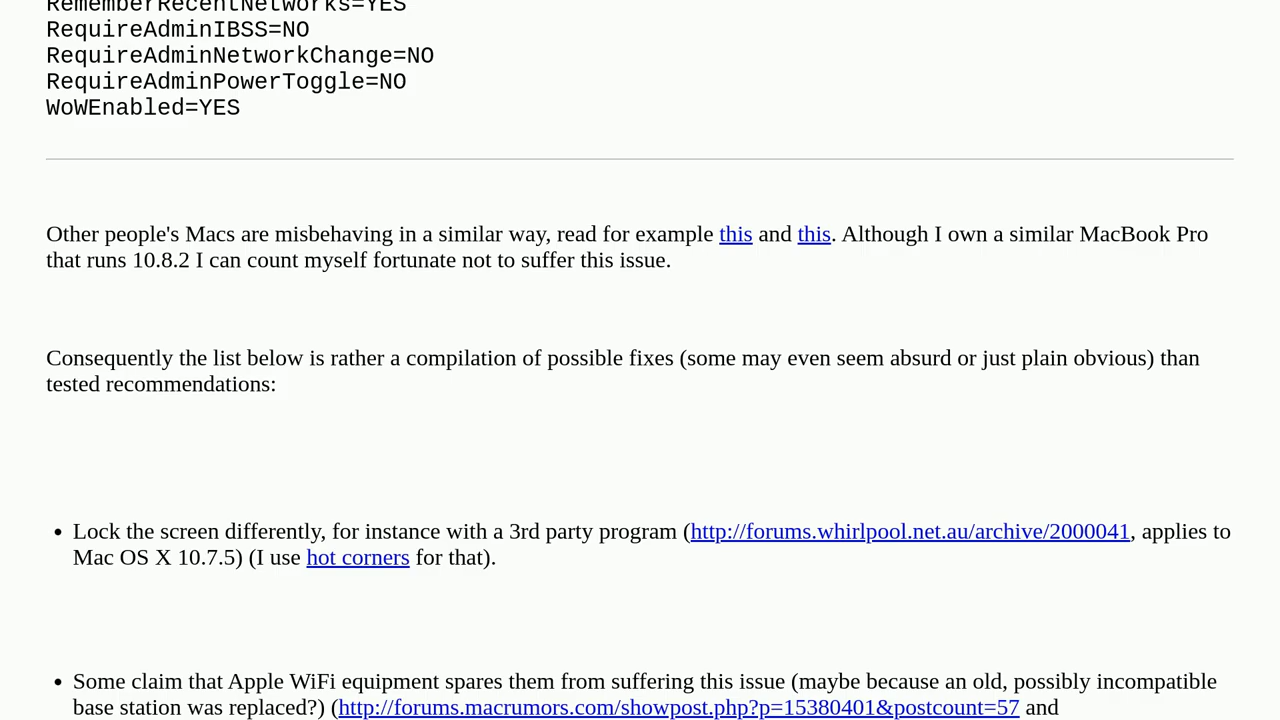 RememberRecentNetworks=YES
RequireAdminIBSS=NO
RequireAdminNetworkChange=NO
RequireAdminPowerToggle=NO
WoWEnabled=YES
Other people's Macs are misbehaving in a similar way, read for example this and this. Although I own a similar MacBook Pro
that runs 10.8.2 I can count myself fortunate not to suffer this issue.
Consequently the list below is rather a compilation of possible fixes (some may even seem absurd or just plain obvious) than
tested recommendations:
• Lock the screen differently, for instance with a 3rd party program (http://forums.whirlpool.net.au/archive/2000041, applies to
Mac OS X 10.7.5) (I use hot corners for that).
• Some claim that Apple WiFi equipment spares them from suffering this issue (maybe because an old, possibly incompatible
base station was replaced?) (http://forums.macrumors.com/showpost.php?p=15380401&postcount=57 and